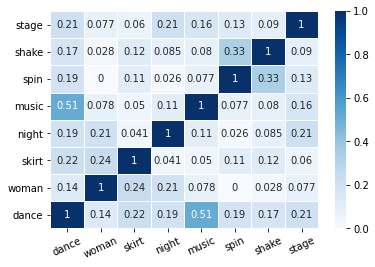 stage 0.21 0.077 0.06 0.21 0.16 0.13 0.09 1
shake 0.17 0.028 0.12 0.085 0.08 0.33 1 0.09
spin 0.19 0 0.11 0.026 0.077 1 0.33 0.13
music 0.51 0.078 0.05 0.11 1 0.077 0.08 0.16
night 0.19 0.21 0.041 1 0.11 0.026 0.085 0.21
skirt 0.22 0.24 1 0.041 0.05 0.11 0.12 0.06
woman 0.14 1 0.24 0.21 0.078 0 0.028 0.077
dance 1 0.14 0.22 0.19 0.51 0.19 0.17 0.21
dance woman skirt night music spin shake stage
1.0
0.8
0.6
0.4
0.2
0.0